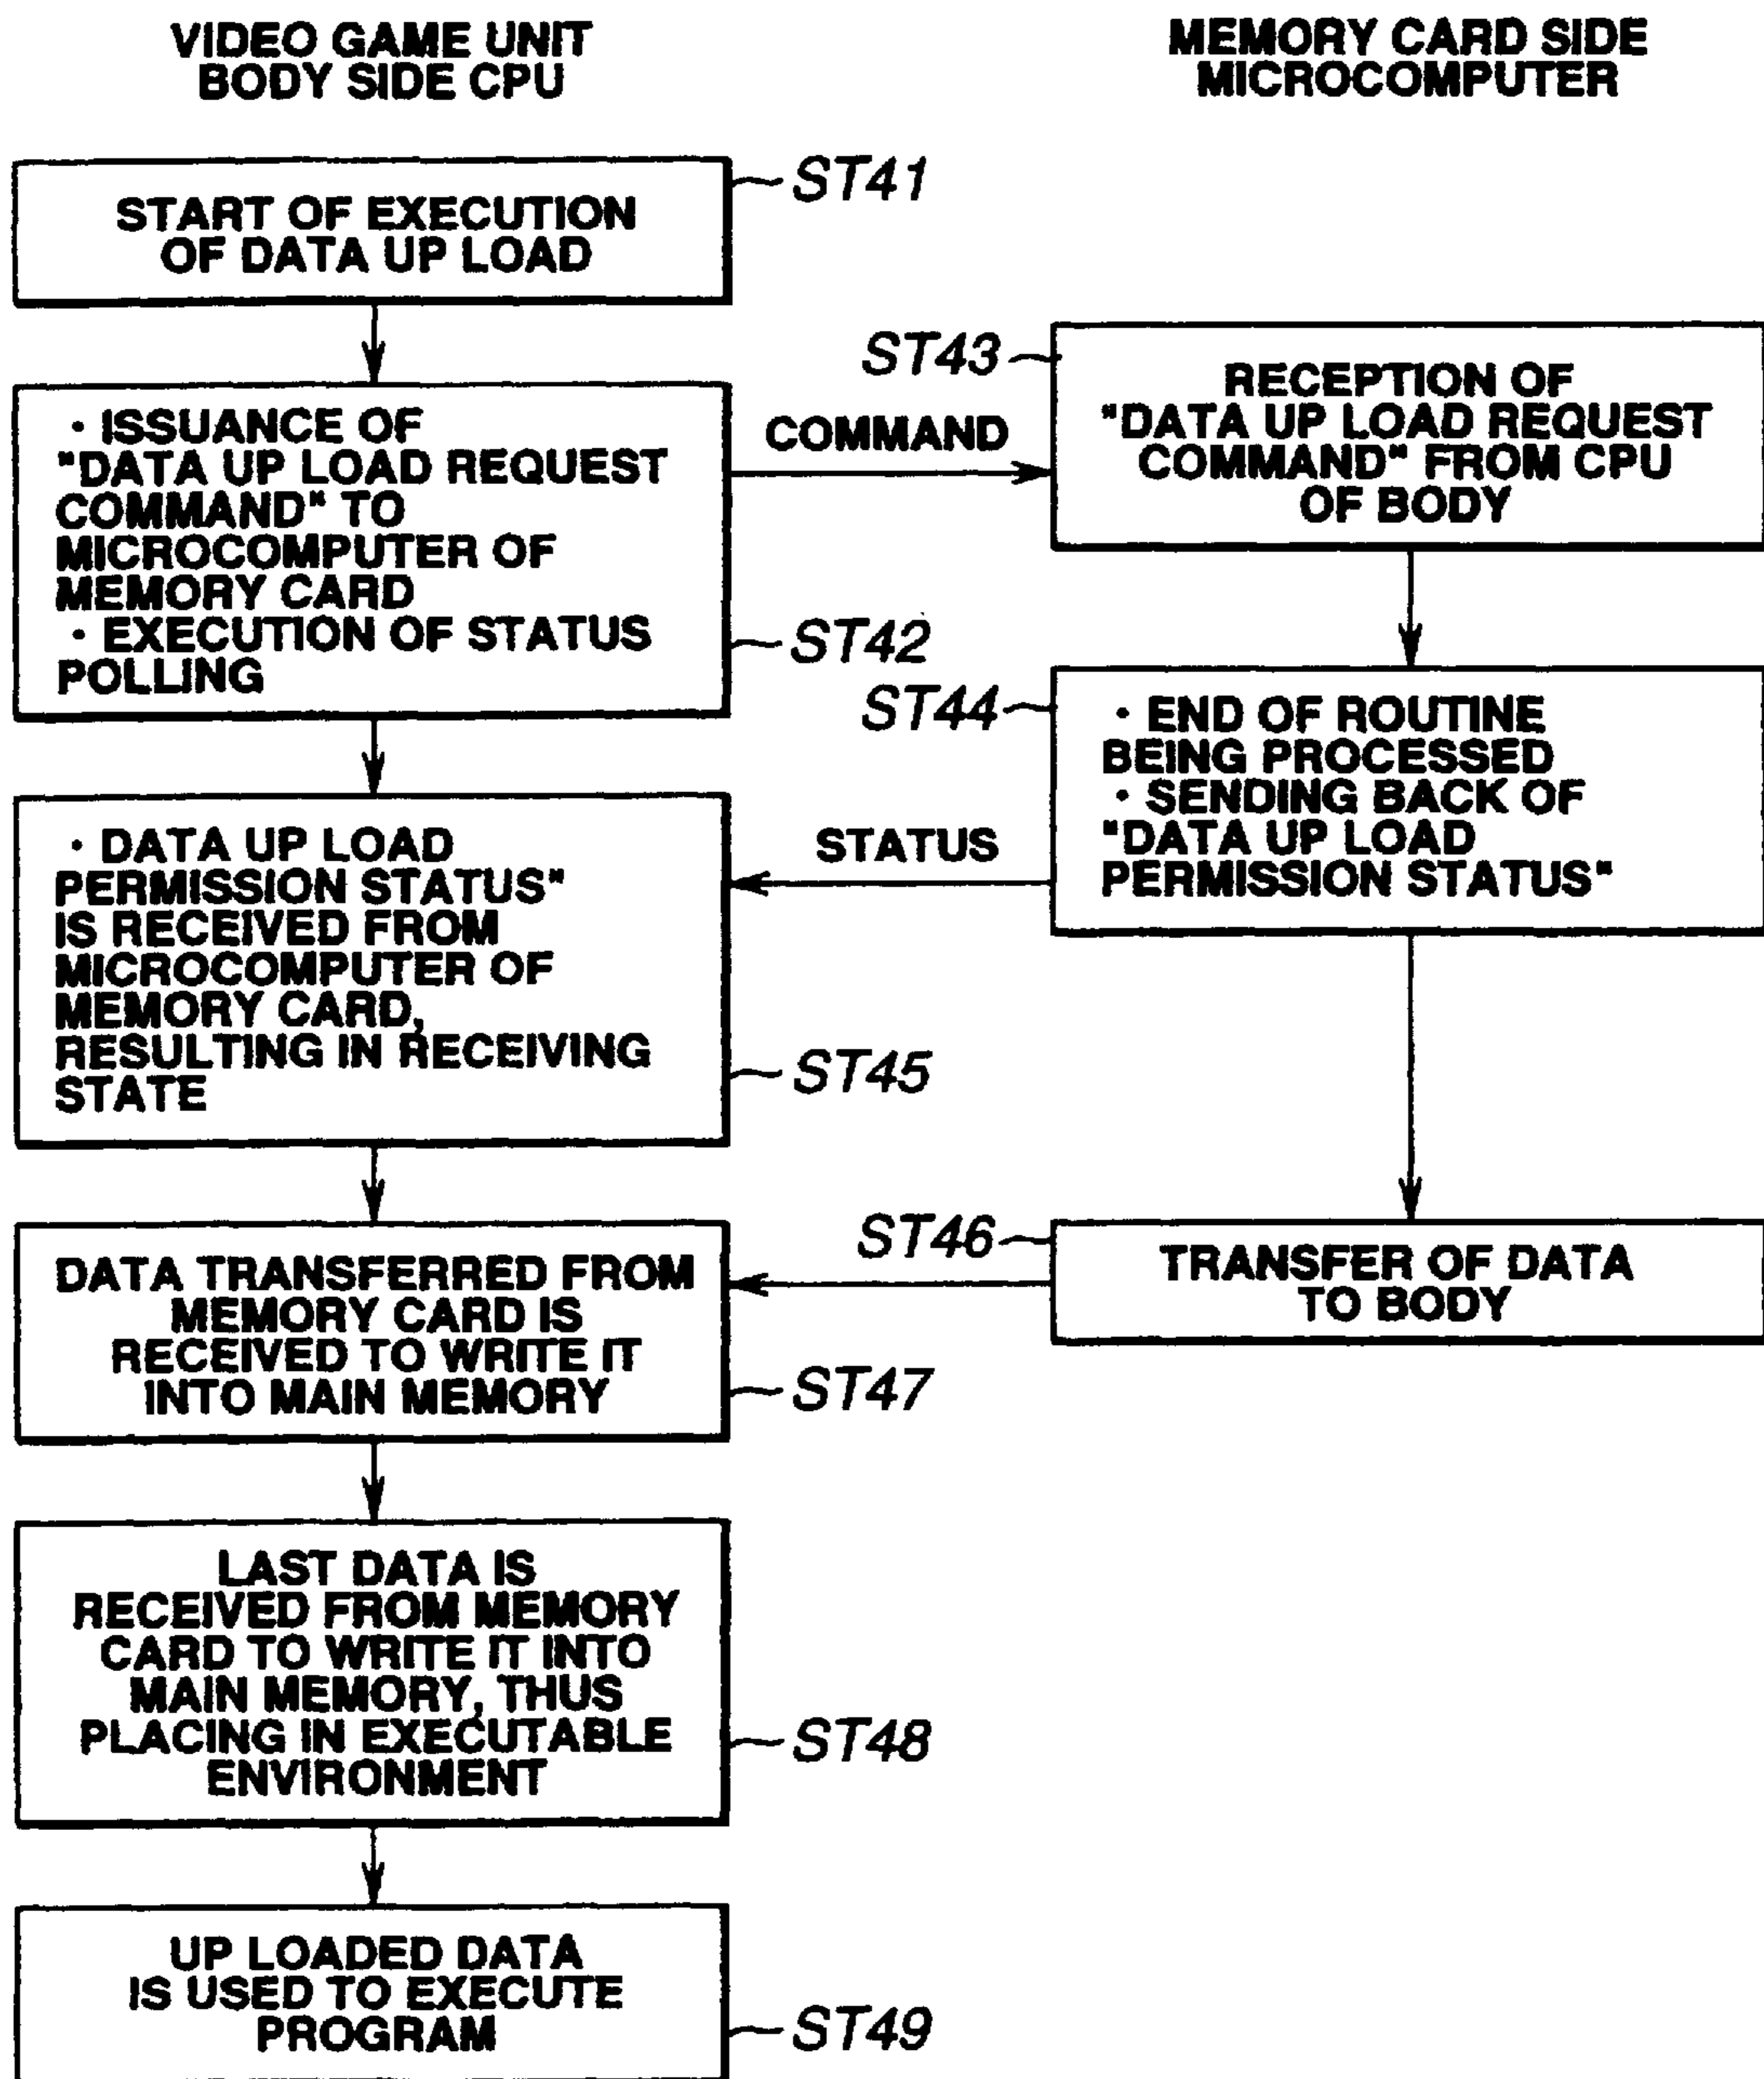 VIDEO GAME UNIT
BODY SIDE CPU
MEMORY CARD SIDE
MICROCOMPUTER
START OF EXECUTION
OF DATA UP LOAD
ST41
· ISSUANCE OF
"DATA UP LOAD REQUEST
COMMAND" TO
MICROCOMPUTER OF
MEMORY CARD
· EXECUTION OF STATUS
POLLING
ST42
COMMAND
ST43
RECEPTION OF
"DATA UP LOAD REQUEST
COMMAND" FROM CPU
OF BODY
ST44
· END OF ROUTINE
BEING PROCESSED
· SENDING BACK OF
"DATA UP LOAD
PERMISSION STATUS"
STATUS
· DATA UP LOAD
PERMISSION STATUS"
IS RECEIVED FROM
MICROCOMPUTER OF
MEMORY CARD,
RESULTING IN RECEIVING
STATE
ST45
ST46
TRANSFER OF DATA
TO BODY
DATA TRANSFERRED FROM
MEMORY CARD IS
RECEIVED TO WRITE IT
INTO MAIN MEMORY
ST47
LAST DATA IS
RECEIVED FROM MEMORY
CARD TO WRITE IT INTO
MAIN MEMORY, THUS
PLACING IN EXECUTABLE
ENVIRONMENT
ST48
UP LOADED DATA
IS USED TO EXECUTE
PROGRAM
ST49